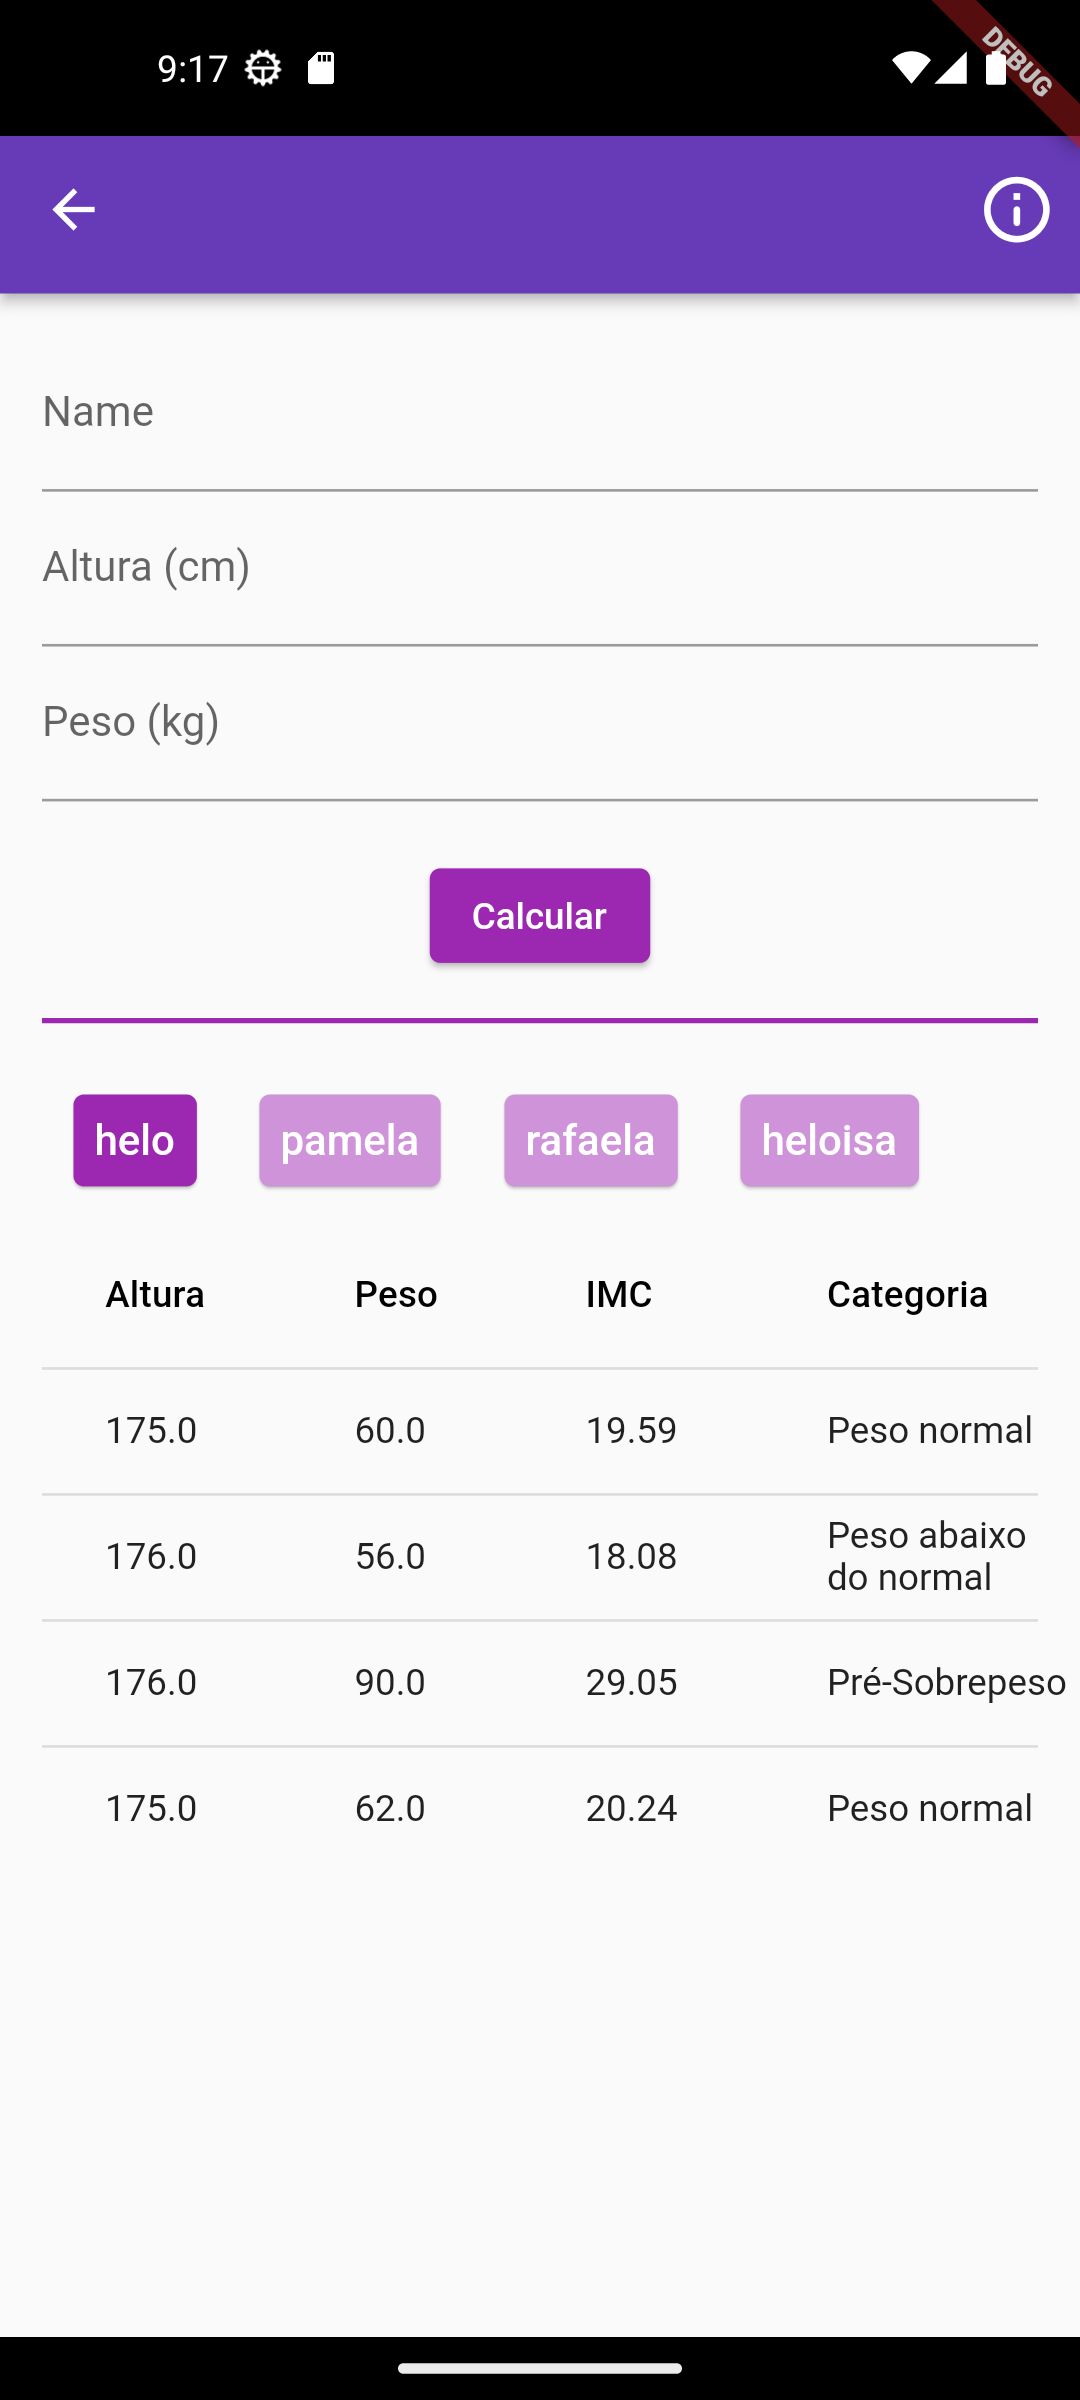 9:17
DEBUG
Name
Altura (cm)
Peso (kg)
Calcular
helo pamela rafaela heloisa
Altura Peso IMC Categoria
175.0 60.0 19.59 Peso normal
176.0 56.0 18.08 Peso abaixo
do normal
176.0 90.0 29.05 Pré-Sobrepeso
175.0 62.0 20.24 Peso normal